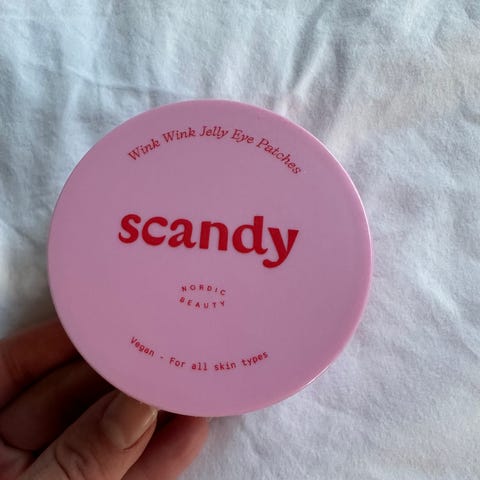 Wink Wink Jelly Eye Patches
scandy
NORDIC
BEAUTY
Vegan - For all skin types